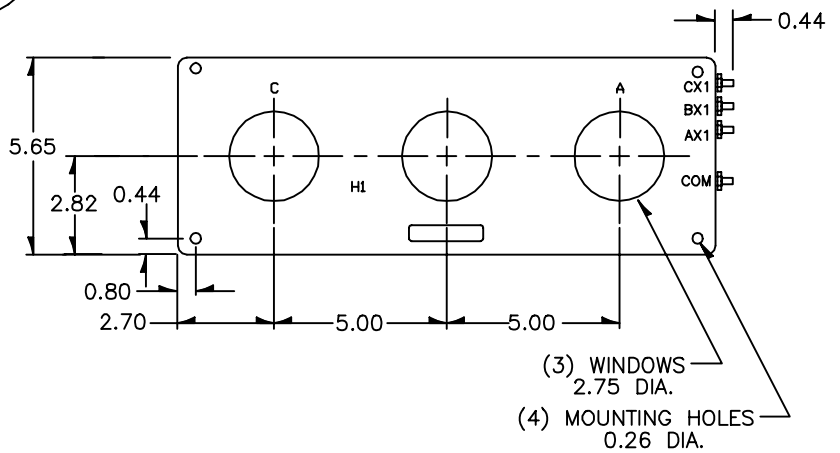 0.44
C
A
CX1
BX1
AX1
5.65
H1
COM
2.82
0.44
0.80
2.70
5.00
5.00
(3) WINDOWS
2.75 DIA.
(4) MOUNTING HOLES
0.26 DIA.